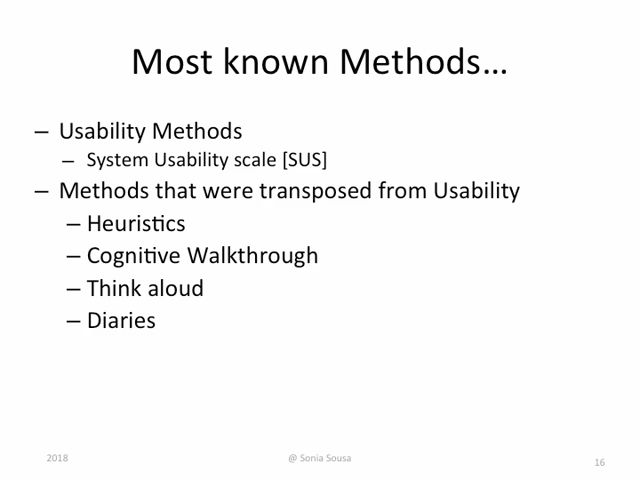 Most known Methods…
– Usability Methods
– System Usability scale [SUS]
– Methods that were transposed from Usability
– Heuristics
– Cognitive Walkthrough
– Think aloud
– Diaries
2018
@ Sonia Sousa
16